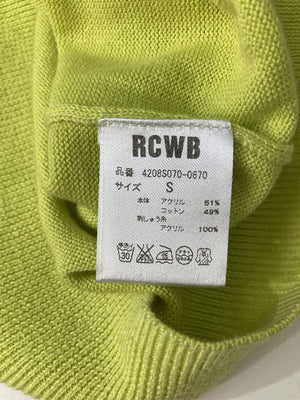 RCWB
品番 4208S070-0670
サイズ S
本体 アクリル 51%
コットン 49%
刺しゅう糸
アクリル 100%
30